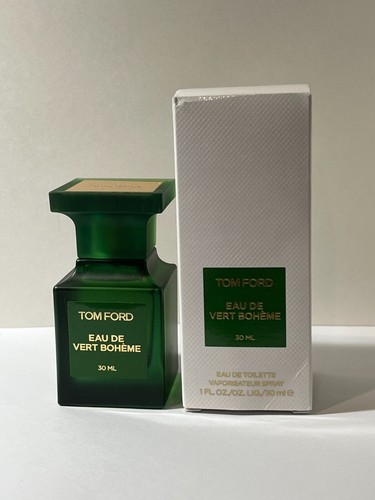 TOM FORD
EAU DE
VERT BOHÈME
30 ML
TOM FORD
EAU DE
VERT BOHÈME
30 ML
EAU DE TOILETTE
VAPORISATEUR SPRAY
1 FL. OZ./OZ. LIQ./30 ml ℮